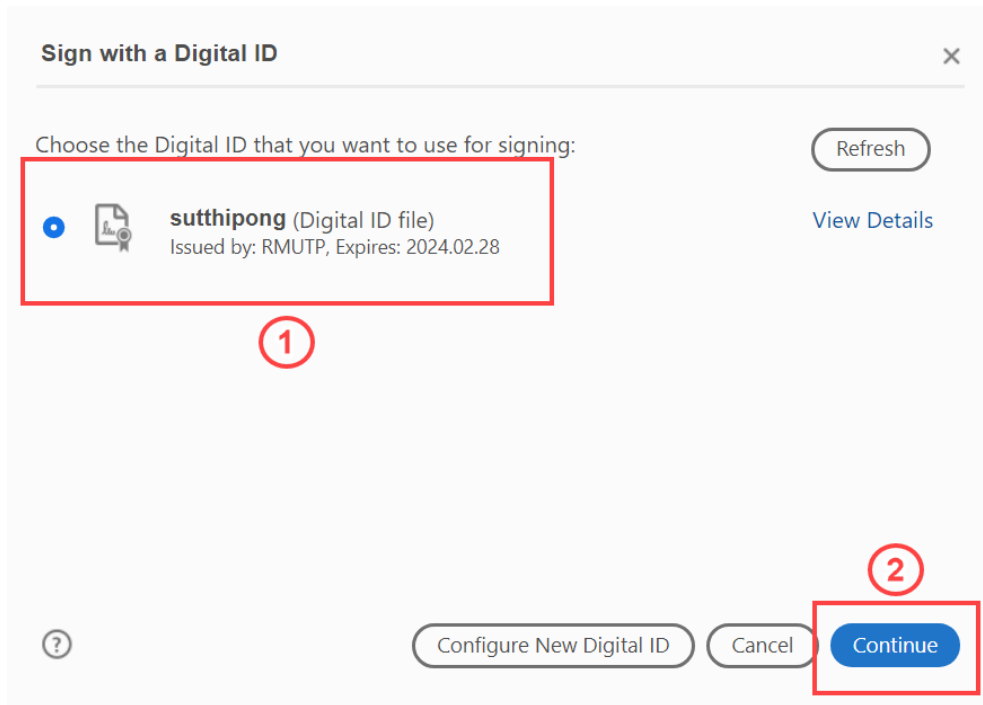 Sign with a Digital ID
Choose the Digital ID that you want to use for signing:
Refresh
sutthipong (Digital ID file)
View Details
Issued by: RMUTP, Expires: 2024.02.28
1
2
?
Configure New Digital ID
Cancel
Continue